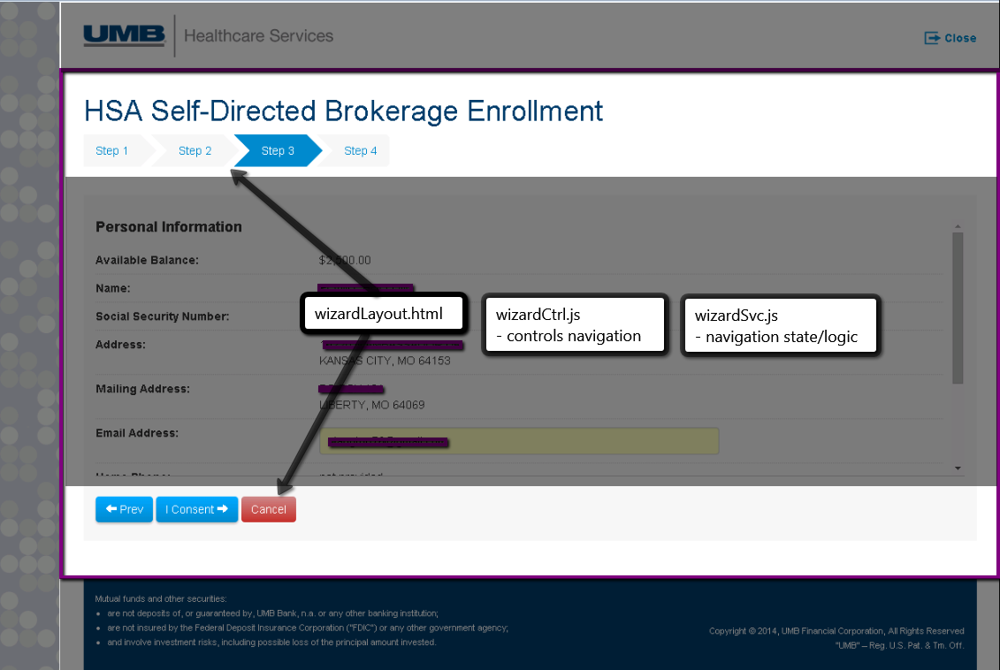 UMB Healthcare Services
Close
HSA Self-Directed Brokerage Enrollment
Step 1 Step 2 Step 3 Step 4
Personal Information
Available Balance: $2,500.00
Name:
wizardLayout.html
wizardCtrl.js
- controls navigation
wizardSvc.js
- navigation state/logic
Social Security Number:
Address:
KANSAS CITY, MO 64153
Mailing Address:
LIBERTY, MO 64069
Email Address:
Home Phone: not provided
Prev I Consent Cancel
Mutual funds and other securities:
• are not deposits of, or guaranteed by, UMB Bank, n.a. or any other banking institution;
• are not insured by the Federal Deposit Insurance Corporation ("FDIC") or any other government agency;
• and involve investment risks, including possible loss of the principal amount invested.
Copyright © 2014, UMB Financial Corporation, All Rights Reserved
"UMB" – Reg. U.S. Pat. & Tm. Off.